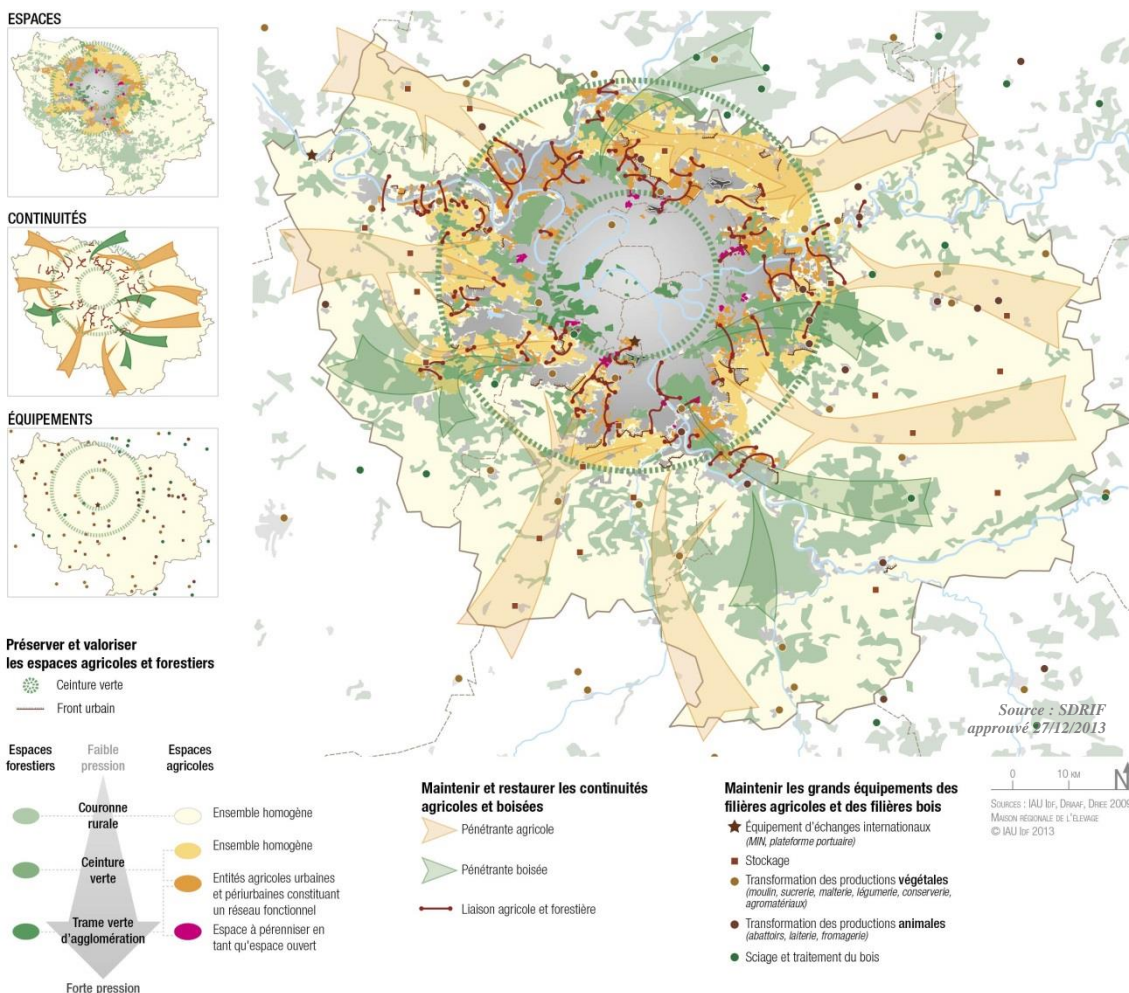 ESPACES
CONTINUITÉS
ÉQUIPEMENTS
Préserver et valoriser
les espaces agricoles et forestiers
Ceinture verte
Front urbain
Espaces
forestiers
Faible
pression
Espaces
agricoles
Couronne
rurale
Ensemble homogène
Ceinture
verte
Ensemble homogène
Entités agricoles urbaines
et périurbaines constituant
un réseau fonctionnel
Trame verte
d'agglomération
Espace à pérenniser en
tant qu'espace ouvert
Forte pression
Maintenir et restaurer les continuités
agricoles et boisées
Pénétrante agricole
Pénétrante boisée
Liaison agricole et forestière
Maintenir les grands équipements des
filières agricoles et des filières bois
Équipement d'échanges internationaux
(MIN, plateforme portuaire)
Stockage
Transformation des productions végétales
(moulin, sucrerie, malterie, légumerie, conserverie,
agromatériaux)
Transformation des productions animales
(abattoirs, laiterie, fromagerie)
Sciage et traitement du bois
Source : SDRIF
approuvé 27/12/2013
0 10 KM
N
SOURCES : IAU IDF, DRIAAF, DRIEE 2009
MAISON RÉGIONALE DE L'ÉLEVAGE
© IAU IDF 2013